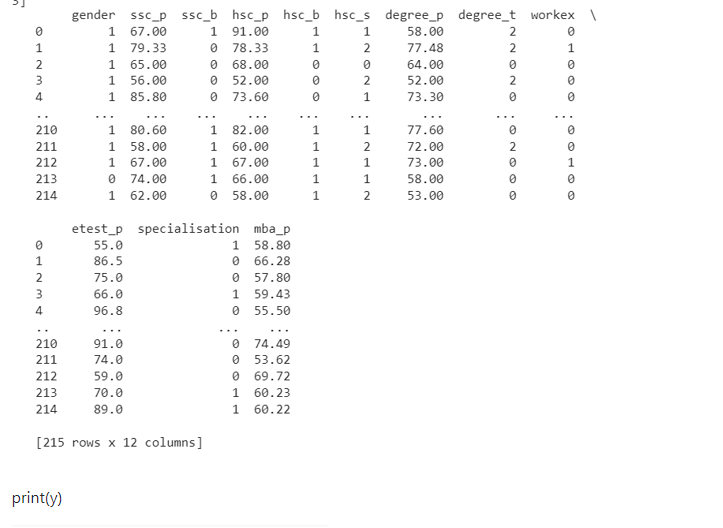 3]
gender ssc_p ssc_b hsc_p hsc_b hsc_s degree_p degree_t workex \
0 1 67.00 1 91.00 1 1 58.00 2 0
1 1 79.33 0 78.33 1 2 77.48 2 1
2 1 65.00 0 68.00 0 0 64.00 0 0
3 1 56.00 0 52.00 0 2 52.00 2 0
4 1 85.80 0 73.60 0 1 73.30 0 0
.. ... ... ... ... ... ... ... ... ...
210 1 80.60 1 82.00 1 1 77.60 0 0
211 1 58.00 1 60.00 1 2 72.00 2 0
212 1 67.00 1 67.00 1 1 73.00 0 1
213 0 74.00 1 66.00 1 1 58.00 0 0
214 1 62.00 0 58.00 1 2 53.00 0 0
etest_p specialisation mba_p
0 55.0 1 58.80
1 86.5 0 66.28
2 75.0 0 57.80
3 66.0 1 59.43
4 96.8 0 55.50
.. ... ... ...
210 91.0 0 74.49
211 74.0 0 53.62
212 59.0 0 69.72
213 70.0 1 60.23
214 89.0 1 60.22
[215 rows x 12 columns]
print(y)